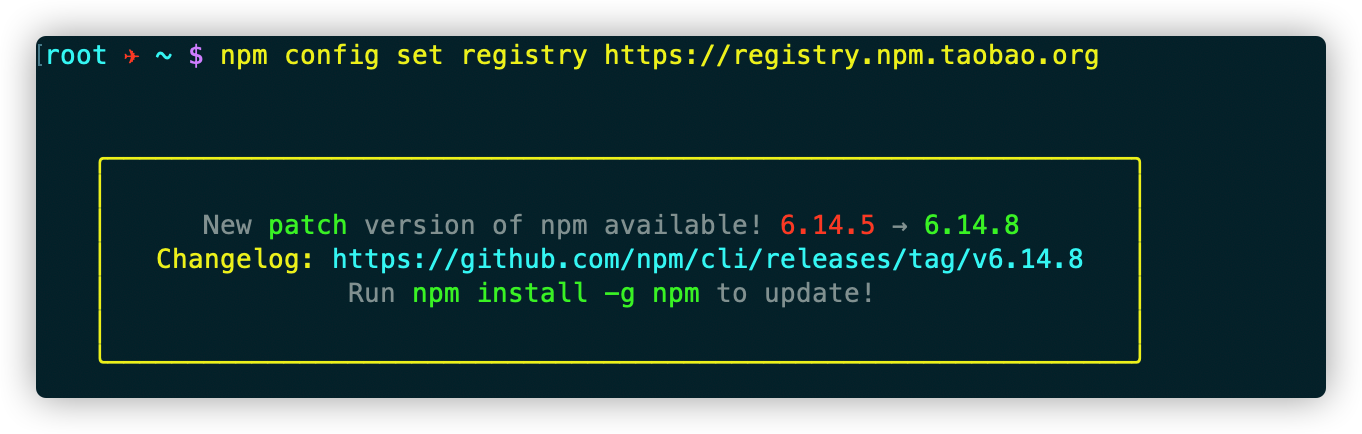 [root ✈ ~ $ npm config set registry https://registry.npm.taobao.org
New patch version of npm available! 6.14.5 → 6.14.8
Changelog: https://github.com/npm/cli/releases/tag/v6.14.8
Run npm install -g npm to update!